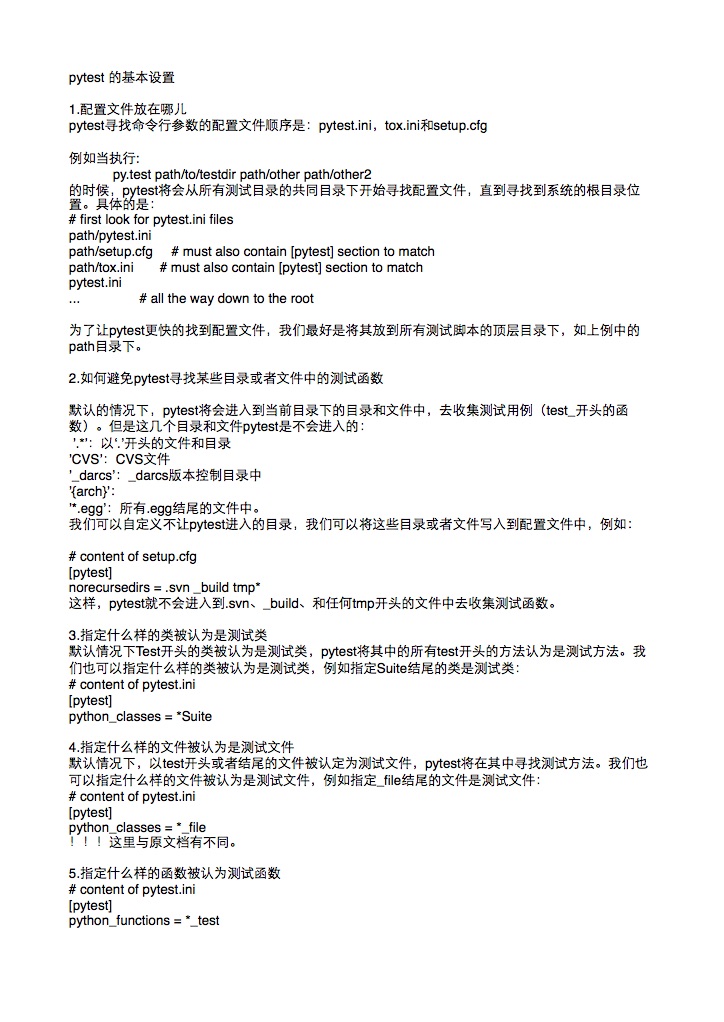 pytest 的基本设置
1.配置文件放在哪儿
pytest寻找命令行参数的配置文件顺序是：pytest.ini，tox.ini和setup.cfg
例如当执行:
py.test path/to/testdir path/other path/other2
的时候，pytest将会从所有测试目录的共同目录下开始寻找配置文件，直到寻找到系统的根目录位
置。具体的是：
# first look for pytest.ini files
path/pytest.ini
path/setup.cfg # must also contain [pytest] section to match
path/tox.ini # must also contain [pytest] section to match
pytest.ini
... # all the way down to the root
为了让pytest更快的找到配置文件，我们最好是将其放到所有测试脚本的顶层目录下，如上例中的
path目录下。
2.如何避免pytest寻找某些目录或者文件中的测试函数
默认的情况下，pytest将会进入到当前目录下的目录和文件中，去收集测试用例（test_开头的函
数）。但是这几个目录和文件pytest是不会进入的：
'.*'：以‘.’开头的文件和目录
'CVS'：CVS文件
'_darcs'：_darcs版本控制目录中
'{arch}'：
'*.egg'：所有.egg结尾的文件中。
我们可以自定义不让pytest进入的目录，我们可以将这些目录或者文件写入到配置文件中，例如：
# content of setup.cfg
[pytest]
norecursedirs = .svn _build tmp*
这样，pytest就不会进入到.svn、_build、和任何tmp开头的文件中去收集测试函数。
3.指定什么样的类被认为是测试类
默认情况下Test开头的类被认为是测试类，pytest将其中的所有test开头的方法认为是测试方法。我
们也可以指定什么样的类被认为是测试类，例如指定Suite结尾的类是测试类：
# content of pytest.ini
[pytest]
python_classes = *Suite
4.指定什么样的文件被认为是测试文件
默认情况下，以test开头或者结尾的文件被认定为测试文件，pytest将在其中寻找测试方法。我们也
可以指定什么样的文件被认为是测试文件，例如指定_file结尾的文件是测试文件：
# content of pytest.ini
[pytest]
python_classes = *_file
！！！这里与原文档有不同。
5.指定什么样的函数被认为测试函数
# content of pytest.ini
[pytest]
python_functions = *_test